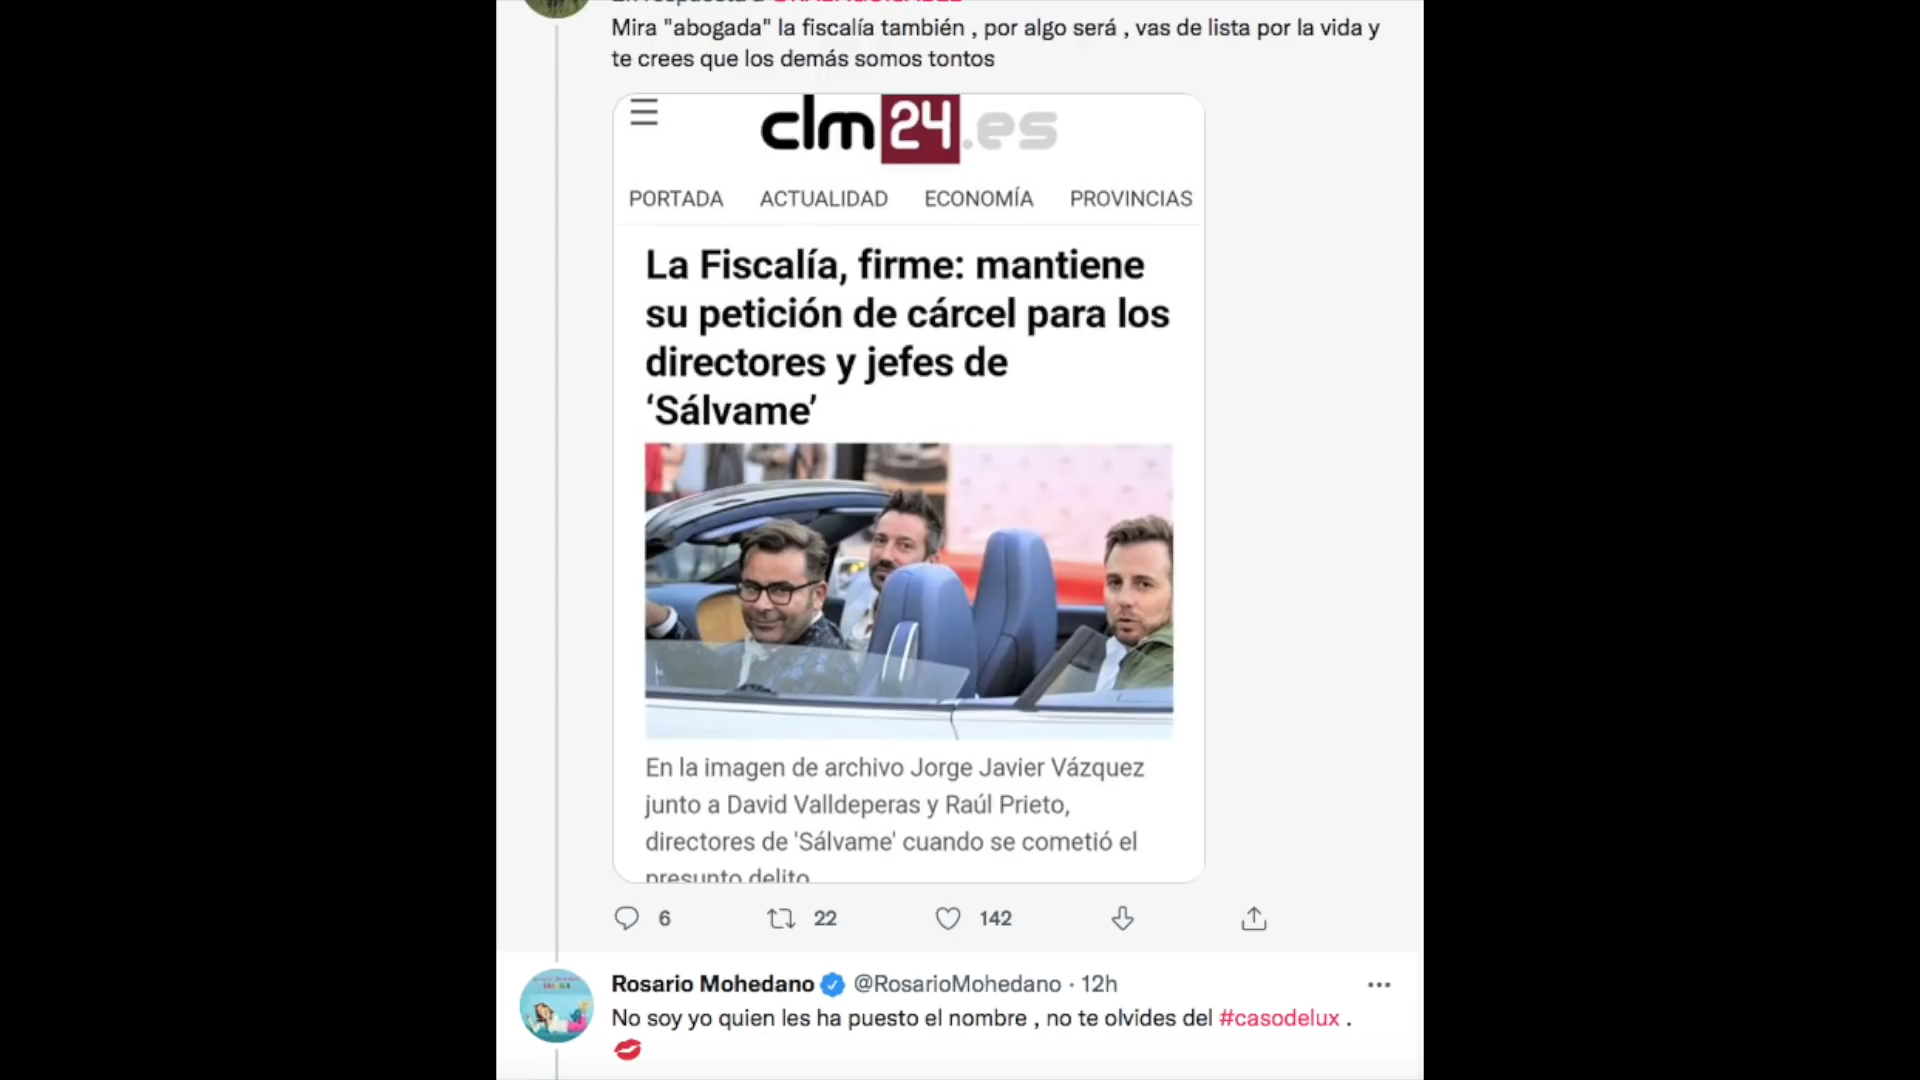 Mira "abogada" la fiscalía también , por algo será , vas de lista por la vida y
te crees que los demás somos tontos
clm24.es
PORTADA ACTUALIDAD ECONOMÍA PROVINCIAS
La Fiscalía, firme: mantiene
su petición de cárcel para los
directores y jefes de
‘Sálvame’
En la imagen de archivo Jorge Javier Vázquez
junto a David Valldeperas y Raúl Prieto,
directores de 'Sálvame' cuando se cometió el
presunto delito
6 22 142
Rosario Mohedano @RosarioMohedano · 12h
No soy yo quien les ha puesto el nombre , no te olvides del #casodelux .